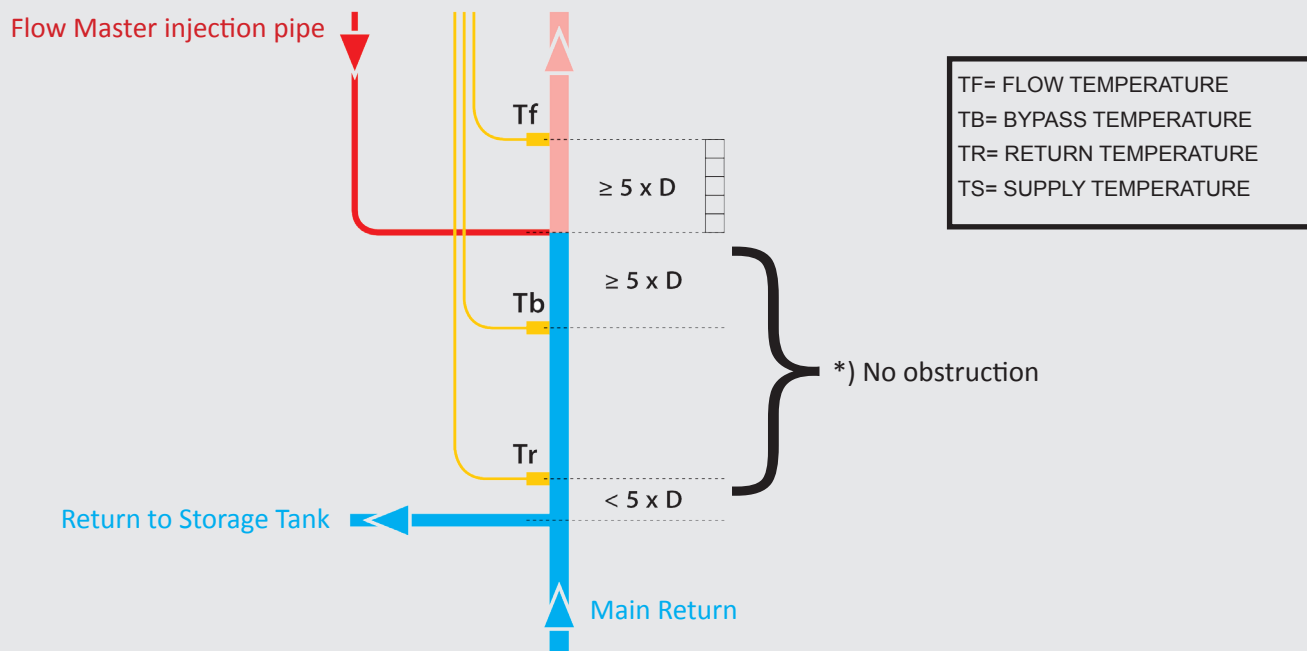 Flow Master injection pipe
TF= FLOW TEMPERATURE
TB= BYPASS TEMPERATURE
TR= RETURN TEMPERATURE
TS= SUPPLY TEMPERATURE
Tf
≥ 5 x D
≥ 5 x D
Tb
*) No obstruction
Tr
< 5 x D
Return to Storage Tank
Main Return